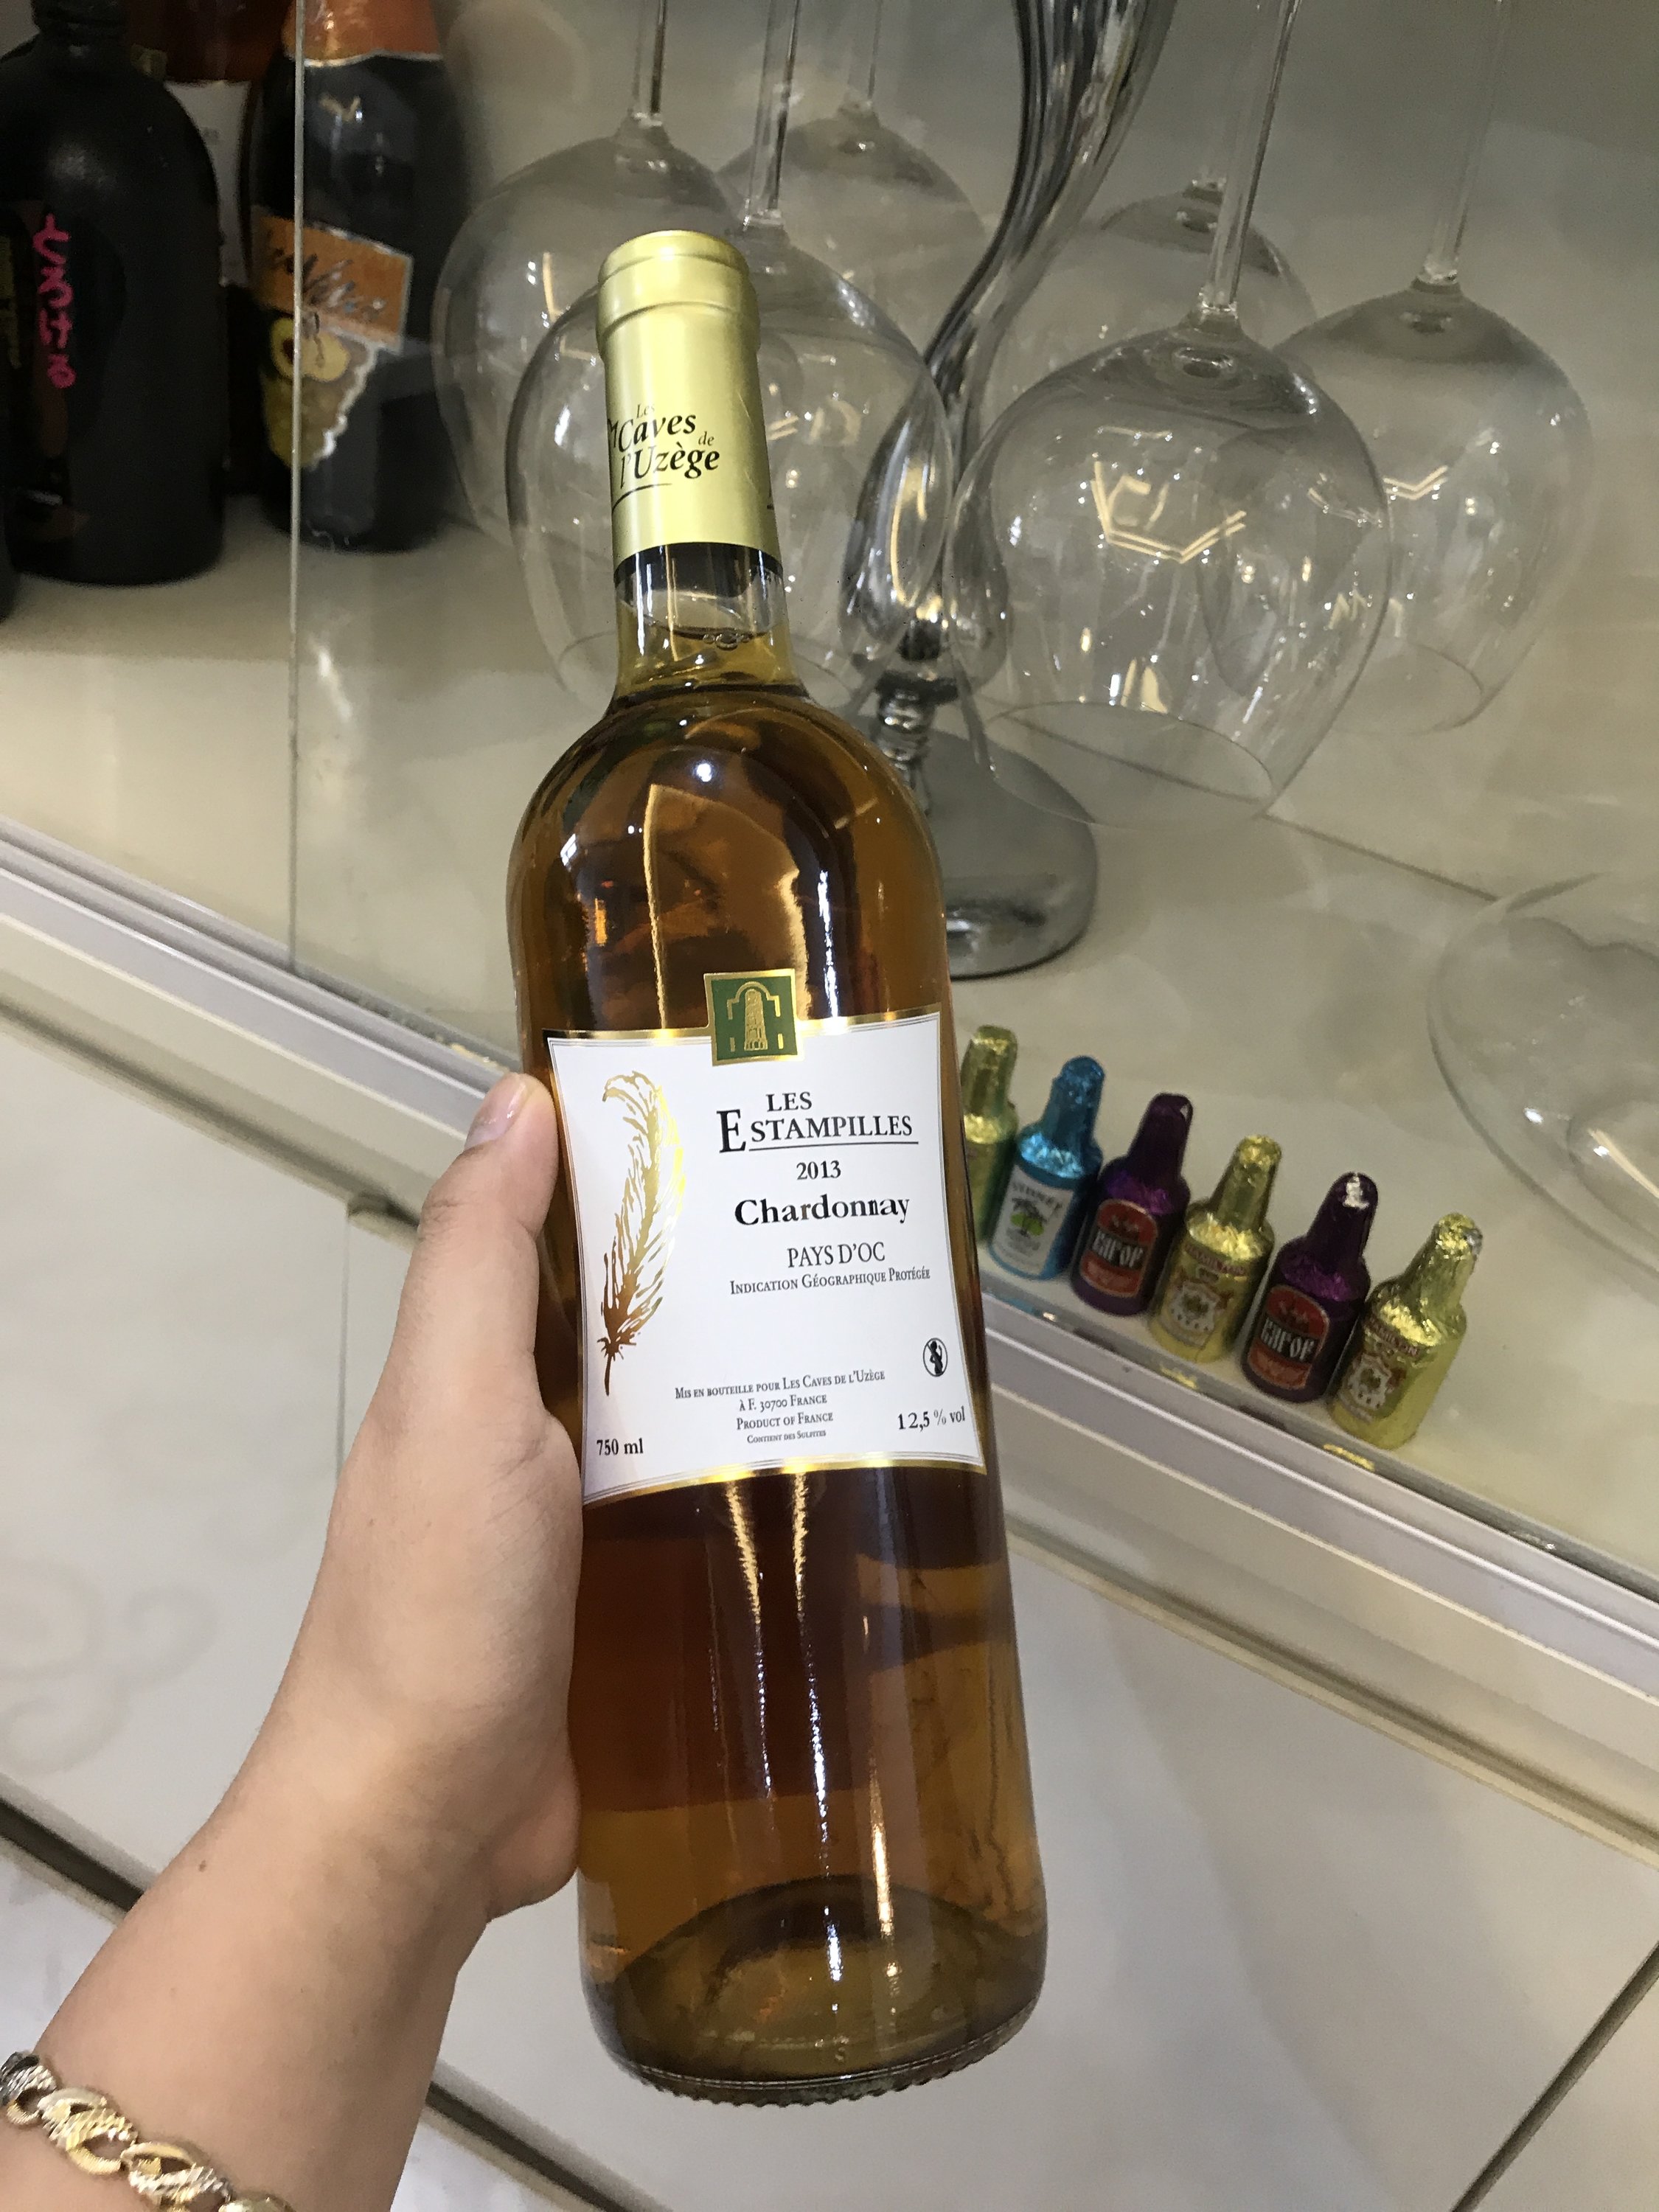 Les
Caves de
l'Uzège
LES
ESTAMPILLES
2013
Chardonnay
PAYS D'OC
INDICATION GÉOGRAPHIQUE PROTÉGÉE
MIS EN BOUTEILLE POUR LES CAVES DE L'UZÈGE
À F. 30700 FRANCE
PRODUCT OF FRANCE
CONTIENT DES SULFITES
750 ml
12,5 % vol